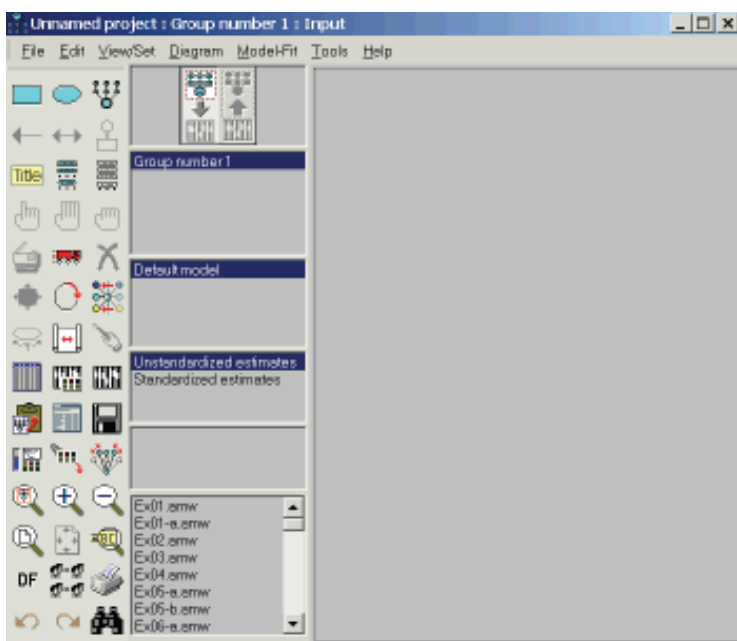 Unnamed project : Group number 1 : Input
File Edit View/Set Diagram Model-Fit Tools Help
Title
Group number 1
Default model
Unstandardized estimates
Standardized estimates
Ex01.amw
Ex01-a.amw
Ex02.amw
Ex03.amw
Ex04.amw
Ex05-a.amw
Ex05-b.amw
Ex06-a.amw
DF